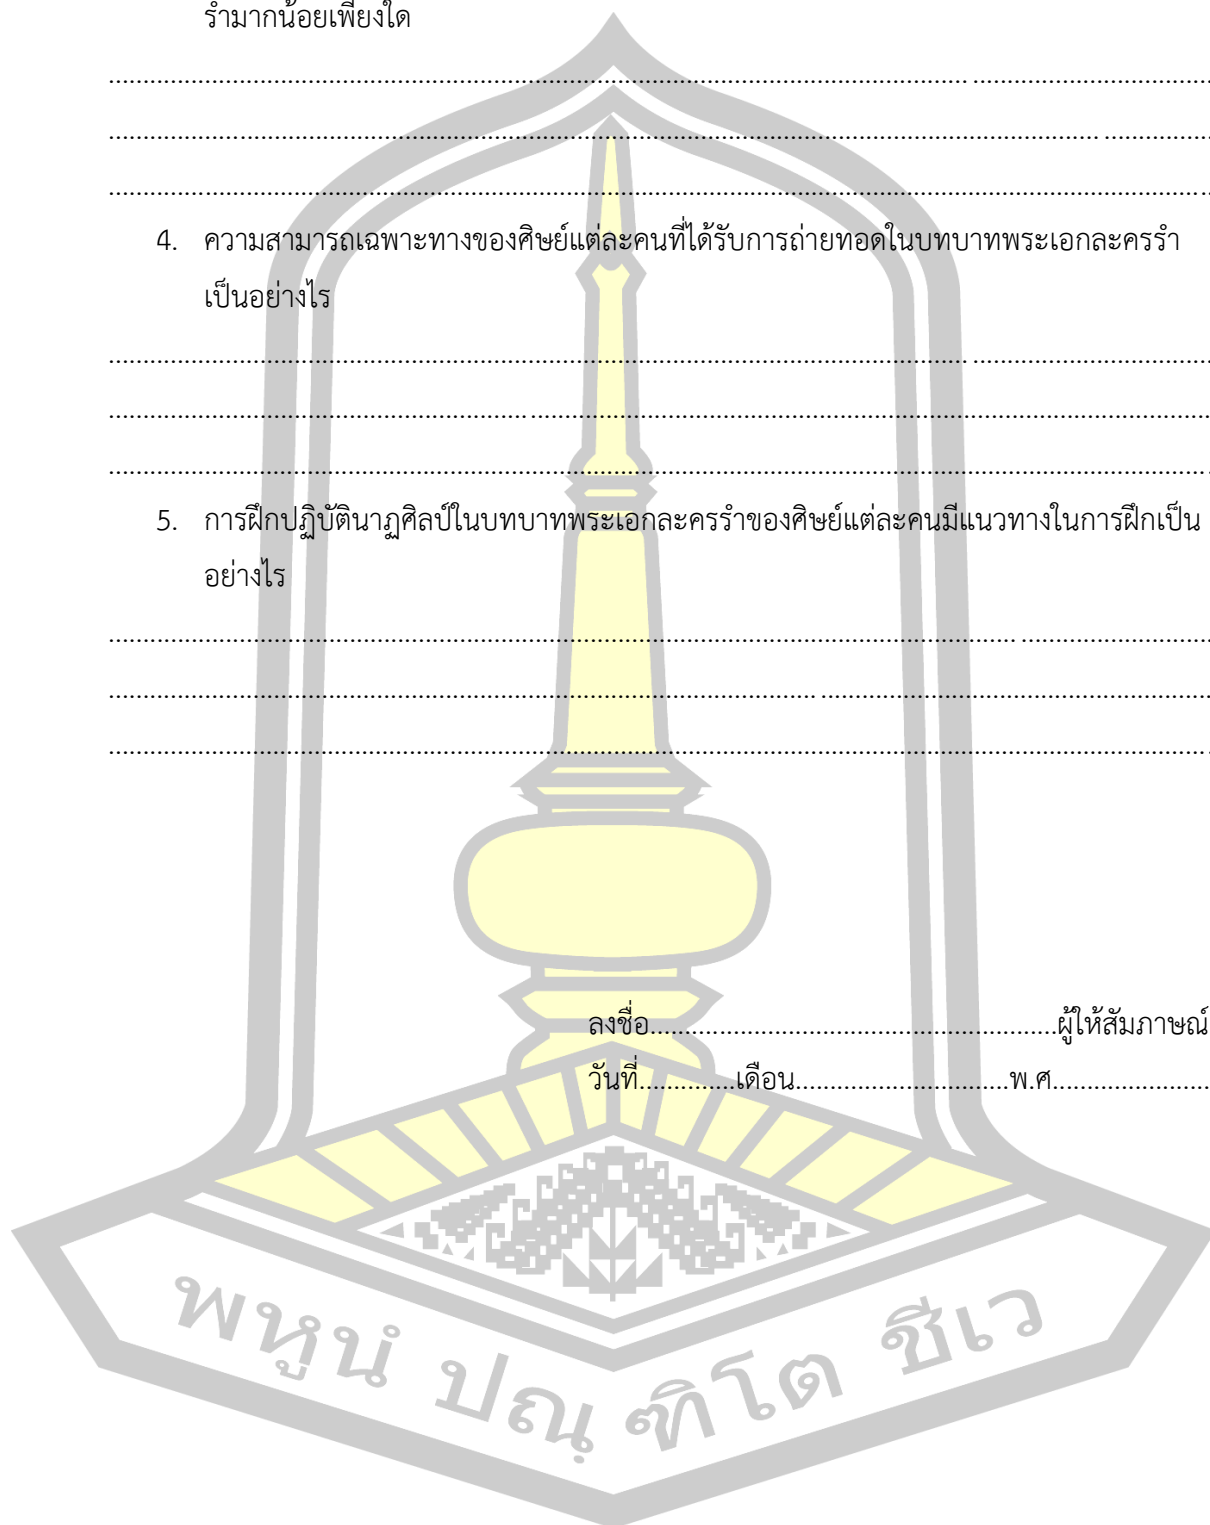 รำมากน้อยเพียงใด
................................................................................................................................
................................................................................................................................
................................................................................................................................
4. ความสามารถเฉพาะทางของศิษย์แต่ละคนที่ได้รับการถ่ายทอดในบทบาทพระเอกละครรำ
เป็นอย่างไร
................................................................................................................................
................................................................................................................................
................................................................................................................................
5. การฝึกปฏิบัตินาฏศิลป์ในบทบาทพระเอกละครรำของศิษย์แต่ละคนมีแนวทางในการฝึกเป็น
อย่างไร
................................................................................................................................
................................................................................................................................
................................................................................................................................
ลงชื่อ............................................................ผู้ให้สัมภาษณ์
วันที่..............เดือน...............................พ.ศ.......................
พหูนํ ปณฺฑิโต ชีเว